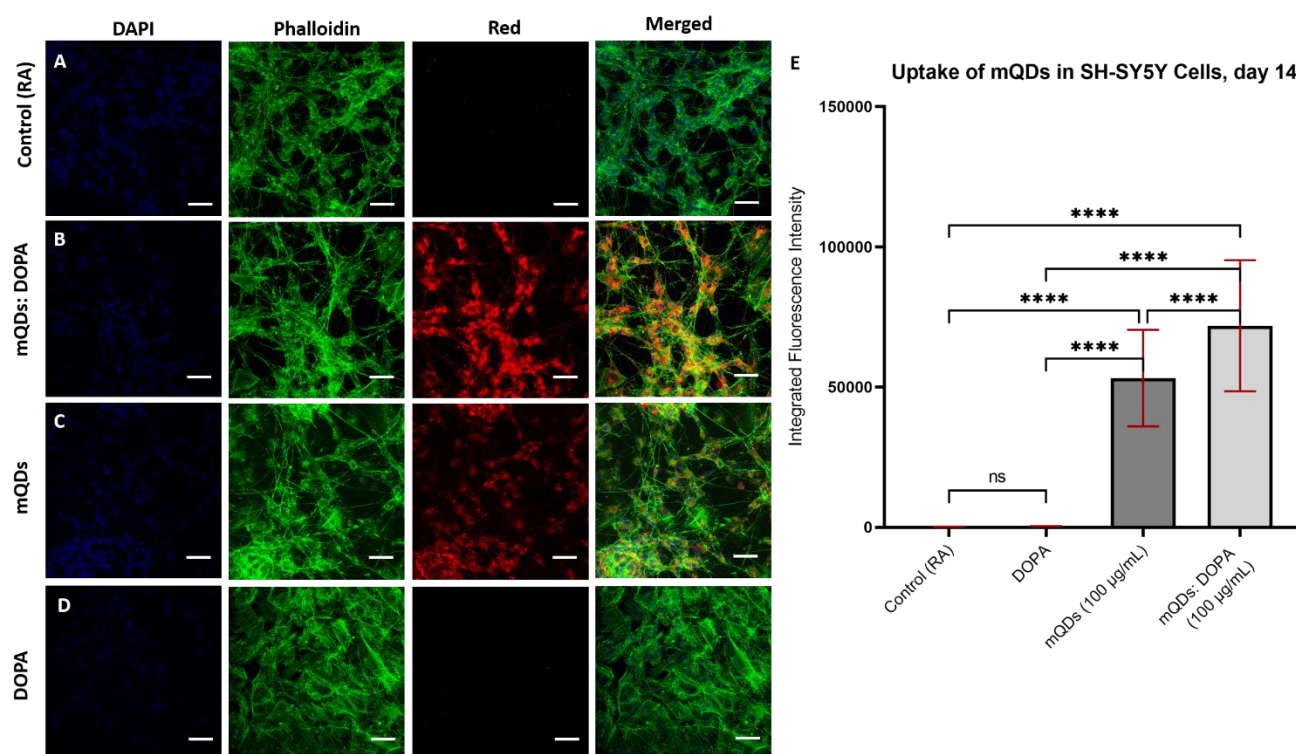 DAPI Phalloidin Red Merged
A
Control (RA)
B
mQDs: DOPA
C
mQDs
D
DOPA
E
Uptake of mQDs in SH-SY5Y Cells, day 14
Integrated Fluorescence Intensity
150000
100000
50000
0
****
****
****
****
****
ns
Control (RA)
DOPA
mQDs (100 µg/mL)
mQDs: DOPA
(100 µg/mL)